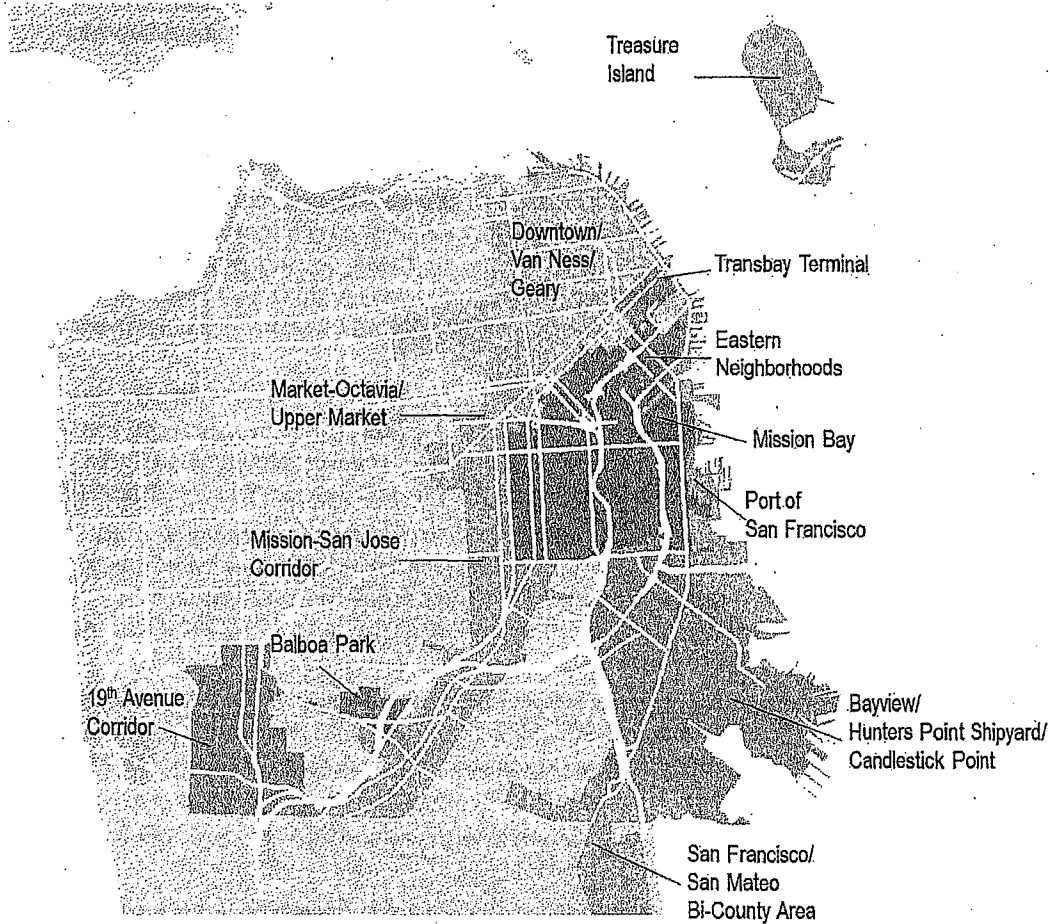 Treasure
Island
Downtown/
Van Ness/
Geary
Transbay Terminal
Eastern
Neighborhoods
Market-Octavia/
Upper Market
Mission Bay
Port of
San Francisco
Mission-San Jose
Corridor
Balboa Park
19th Avenue
Corridor
Bayview/
Hunters Point Shipyard/
Candlestick Point
San Francisco/
San Mateo
Bi-County Area